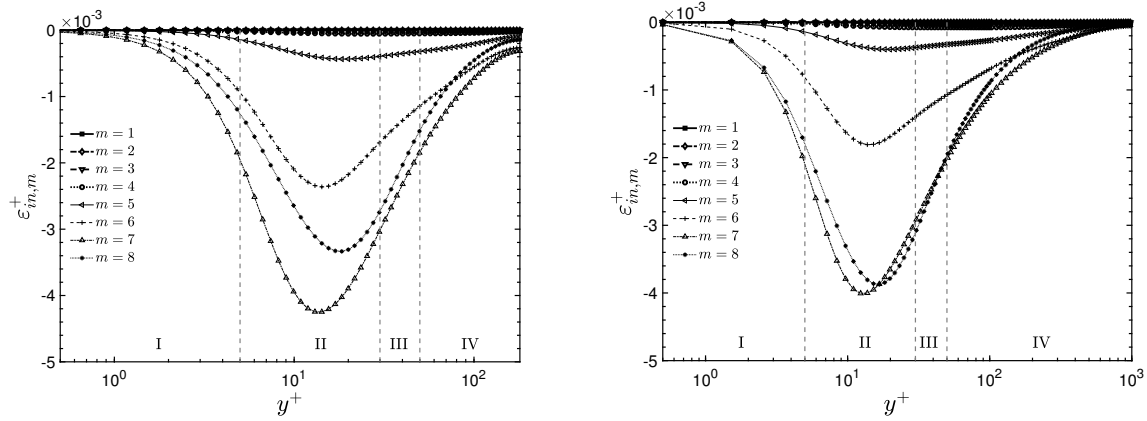 ×10⁻³
0
-1
-2
-3
-4
-5
ε⁺in,m
m = 1
m = 2
m = 3
m = 4
m = 5
m = 6
m = 7
m = 8
I II III IV
10⁰ 10¹ 10²
y⁺
×10⁻³
0
-1
-2
-3
-4
-5
ε⁺in,m
m = 1
m = 2
m = 3
m = 4
m = 5
m = 6
m = 7
m = 8
I II III IV
10⁰ 10¹ 10² 10³
y⁺